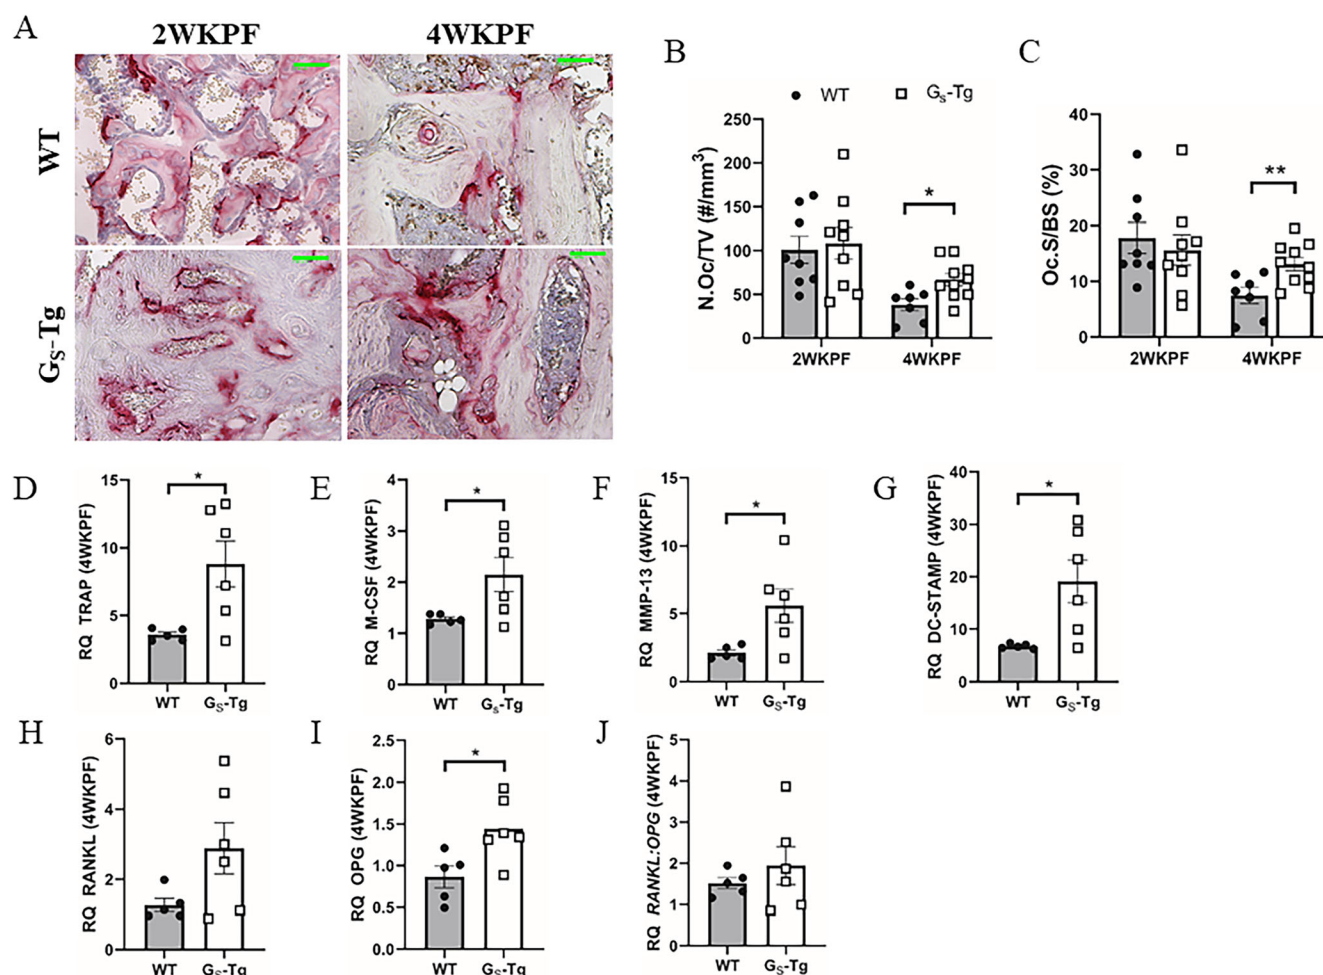 A
2WKPF
4WKPF
WT
Gs-Tg
B
WT
Gs-Tg
N.Oc/TV (#/mm³)
250
200
150
100
50
0
*
2WKPF
4WKPF
C
Oc.S/BS (%)
40
30
20
10
0
**
2WKPF
4WKPF
D
RQ TRAP (4WKPF)
15
10
5
0
*
WT
Gs-Tg
E
RQ M-CSF (4WKPF)
4
3
2
1
0
*
WT
Gs-Tg
F
RQ MMP-13 (4WKPF)
15
10
5
0
*
WT
Gs-Tg
G
RQ DC-STAMP (4WKPF)
40
30
20
10
0
*
WT
Gs-Tg
H
RQ RANKL (4WKPF)
6
4
2
0
WT
Gs-Tg
I
RQ OPG (4WKPF)
2.5
2.0
1.5
1.0
0.5
0.0
*
WT
Gs-Tg
J
RQ RANKL:OPG (4WKPF)
5
4
3
2
1
0
WT
Gs-Tg